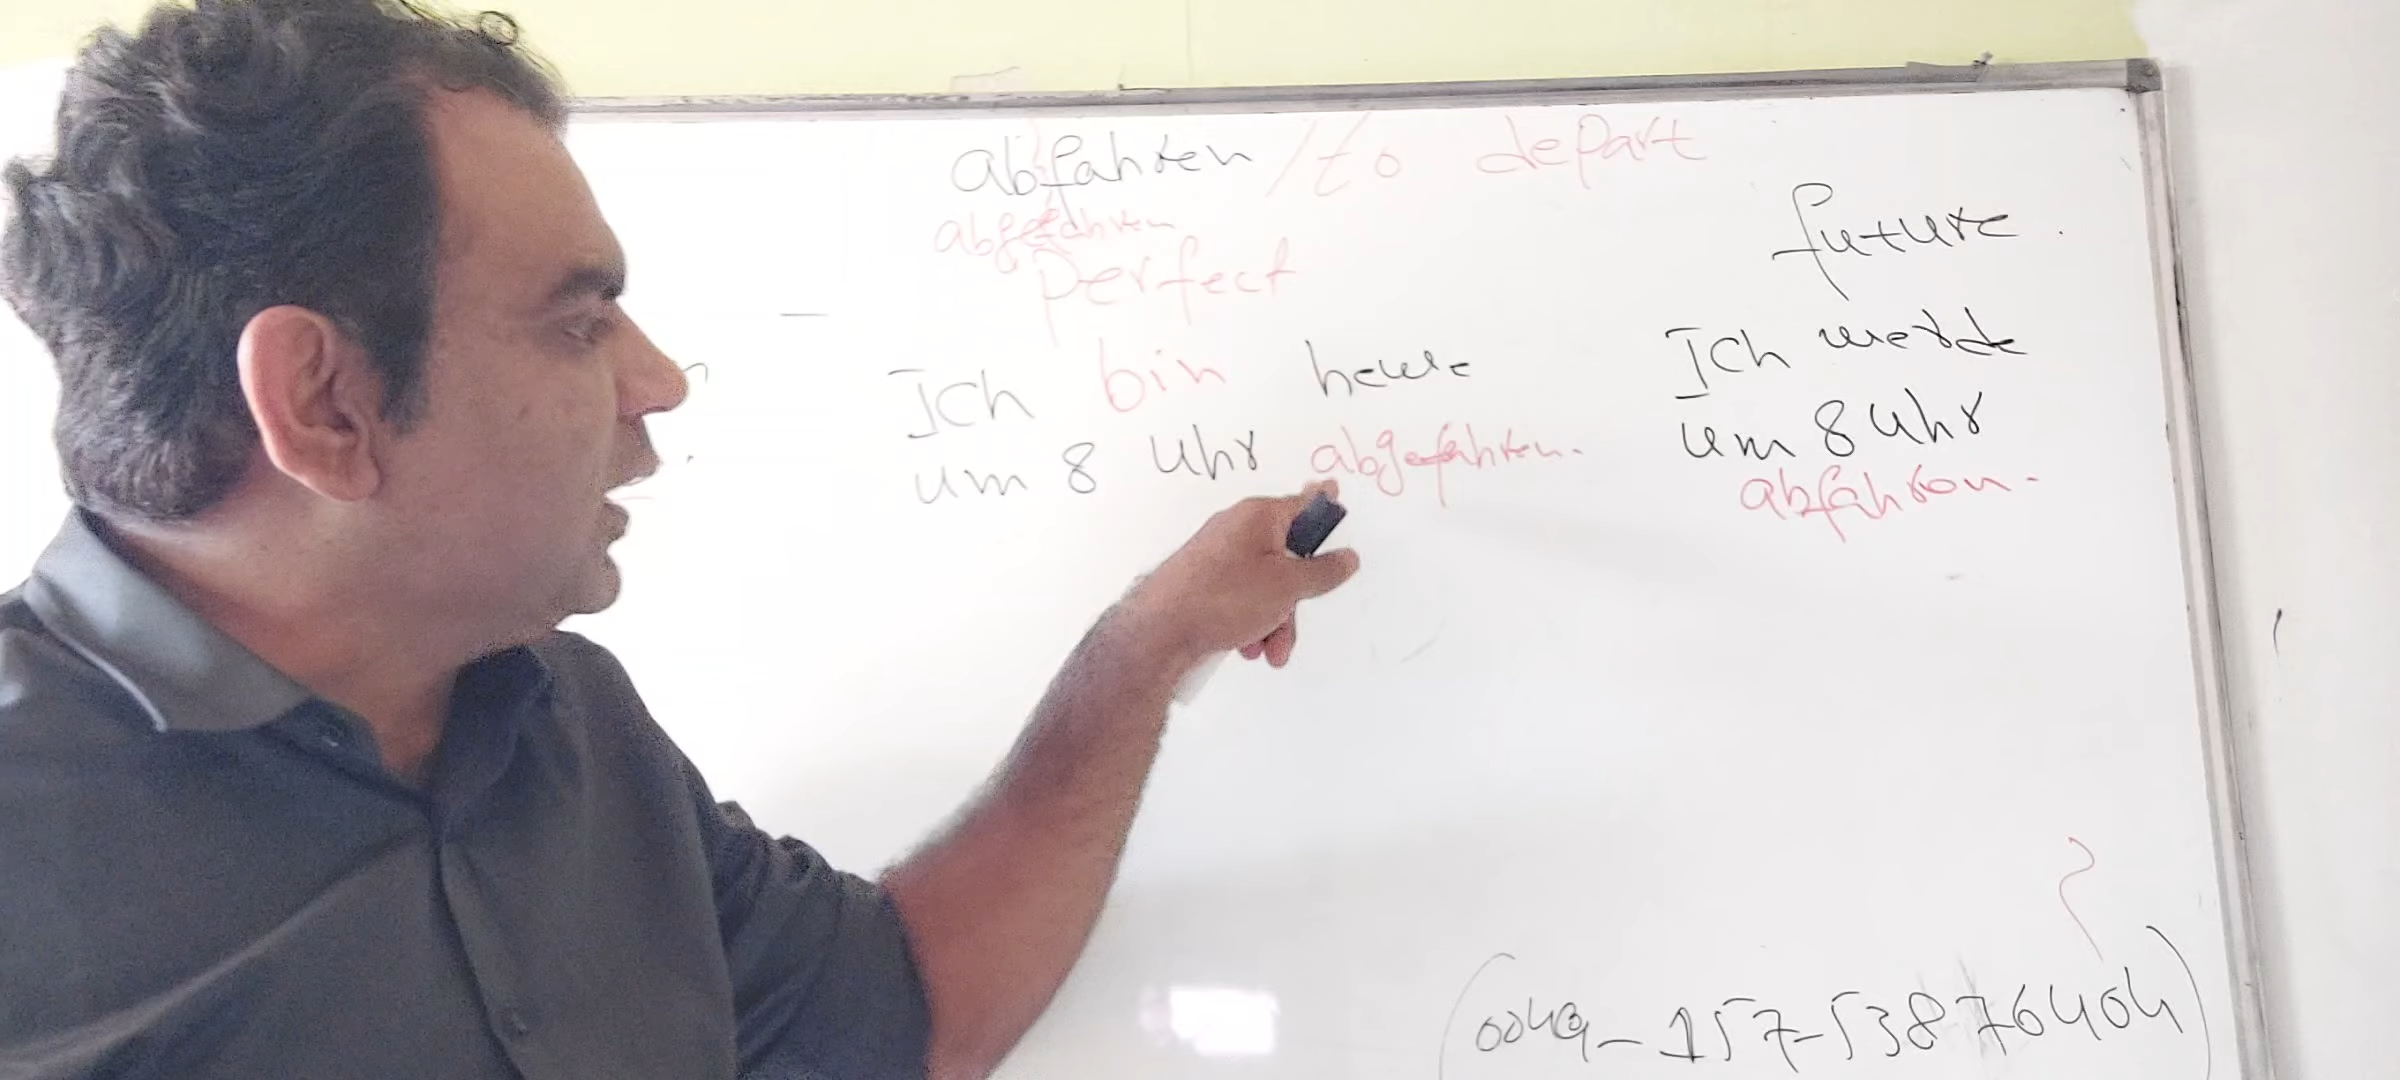 abfahren / to depart
abgefahren
perfect
Ich bin heute
um 8 Uhr abgefahren.
future.
Ich werde
um 8 Uhr
abfahren.
(0049-157-53876404)